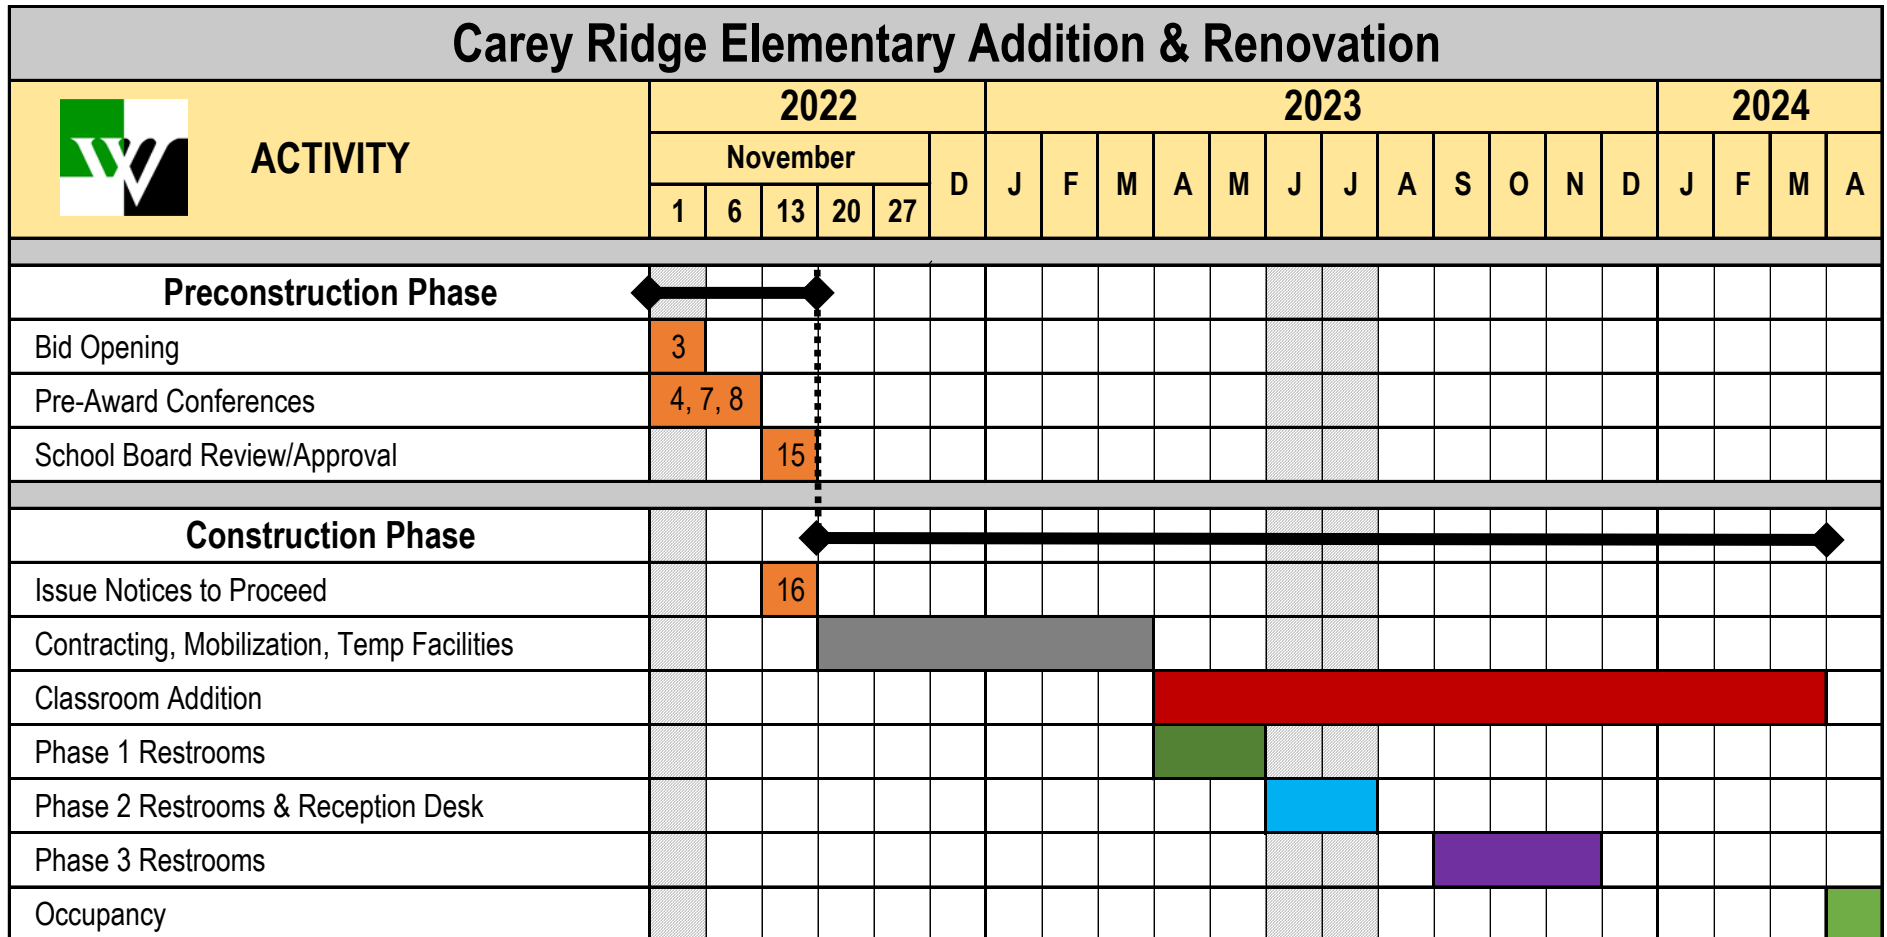 Carey Ridge Elementary Addition & Renovation
W
ACTIVITY
2022 2023 2024
November
D J F M A M J J A S O N D J F M A
1 6 13 20 27
Preconstruction Phase
Bid Opening 3
Pre-Award Conferences 4, 7, 8
School Board Review/Approval 15
Construction Phase
Issue Notices to Proceed 16
Contracting, Mobilization, Temp Facilities
Classroom Addition
Phase 1 Restrooms
Phase 2 Restrooms & Reception Desk
Phase 3 Restrooms
Occupancy